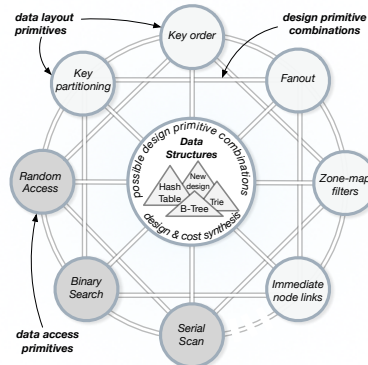 data layout
primitives
design primitive
combinations
Key order
Key
partitioning
Fanout
possible design primitive combinations
Data
Structures
New
design
Hash
Table
Trie
B-Tree
design & cost synthesis
Random
Access
Zone-map
filters
Binary
Search
Immediate
node links
Serial
Scan
data access
primitives